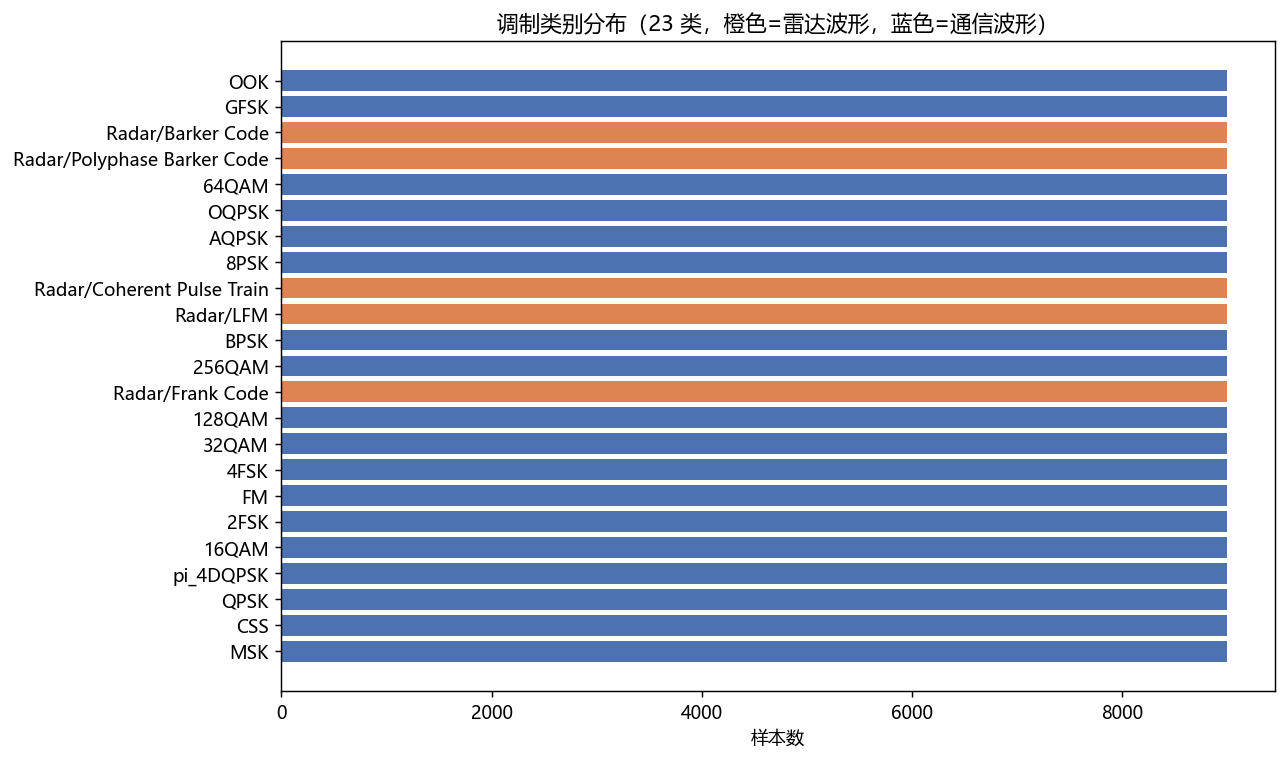 调制类别分布（23 类，橙色=雷达波形，蓝色=通信波形）
OOK
GFSK
Radar/Barker Code
Radar/Polyphase Barker Code
64QAM
OQPSK
AQPSK
8PSK
Radar/Coherent Pulse Train
Radar/LFM
BPSK
256QAM
Radar/Frank Code
128QAM
32QAM
4FSK
FM
2FSK
16QAM
pi_4DQPSK
QPSK
CSS
MSK
0 2000 4000 6000 8000
样本数